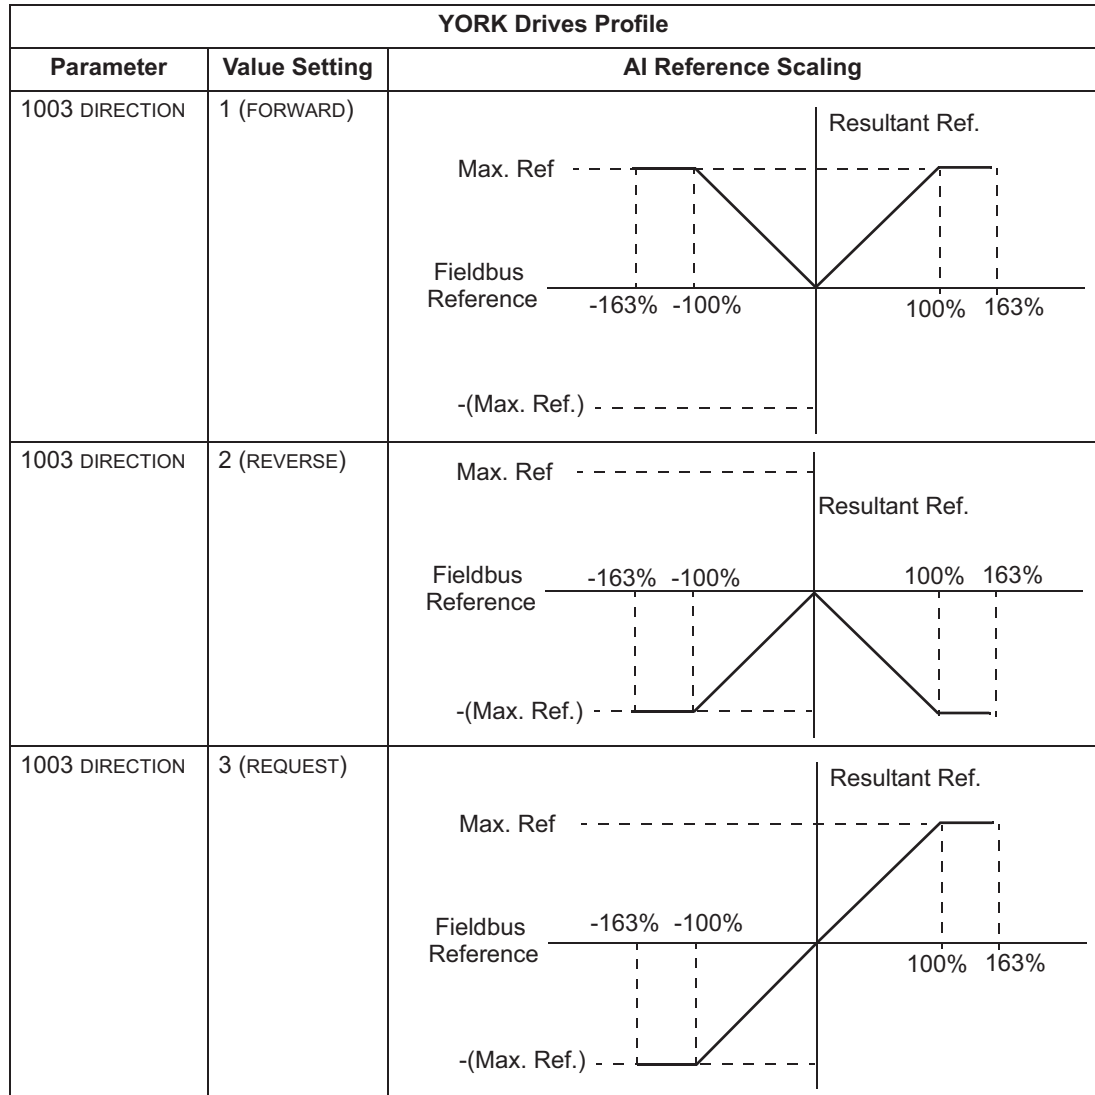 YORK Drives Profile
Parameter Value Setting AI Reference Scaling
1003 DIRECTION 1 (FORWARD)
Resultant Ref.
Max. Ref
Fieldbus
Reference
-163% -100% 100% 163%
-(Max. Ref.)
1003 DIRECTION 2 (REVERSE)
Max. Ref
Resultant Ref.
Fieldbus
Reference
-163% -100% 100% 163%
-(Max. Ref.)
1003 DIRECTION 3 (REQUEST)
Resultant Ref.
Max. Ref
-163% -100%
Fieldbus
Reference
100% 163%
-(Max. Ref.)